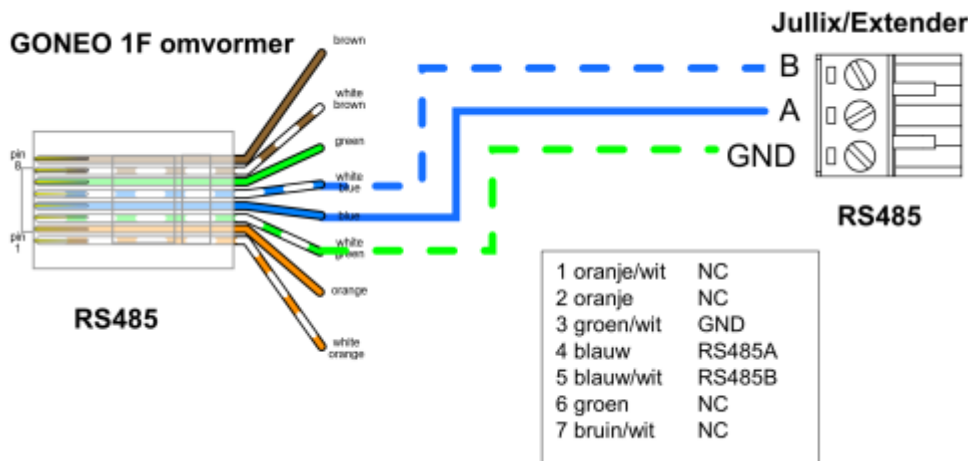 GONEO 1F omvormer
Jullix/Extender
brown
white
brown
green
white
blue
blue
white
green
orange
white
orange
pin
8
pin
1
RS485
B
A
GND
RS485
1 oranje/wit NC
2 oranje NC
3 groen/wit GND
4 blauw RS485A
5 blauw/wit RS485B
6 groen NC
7 bruin/wit NC